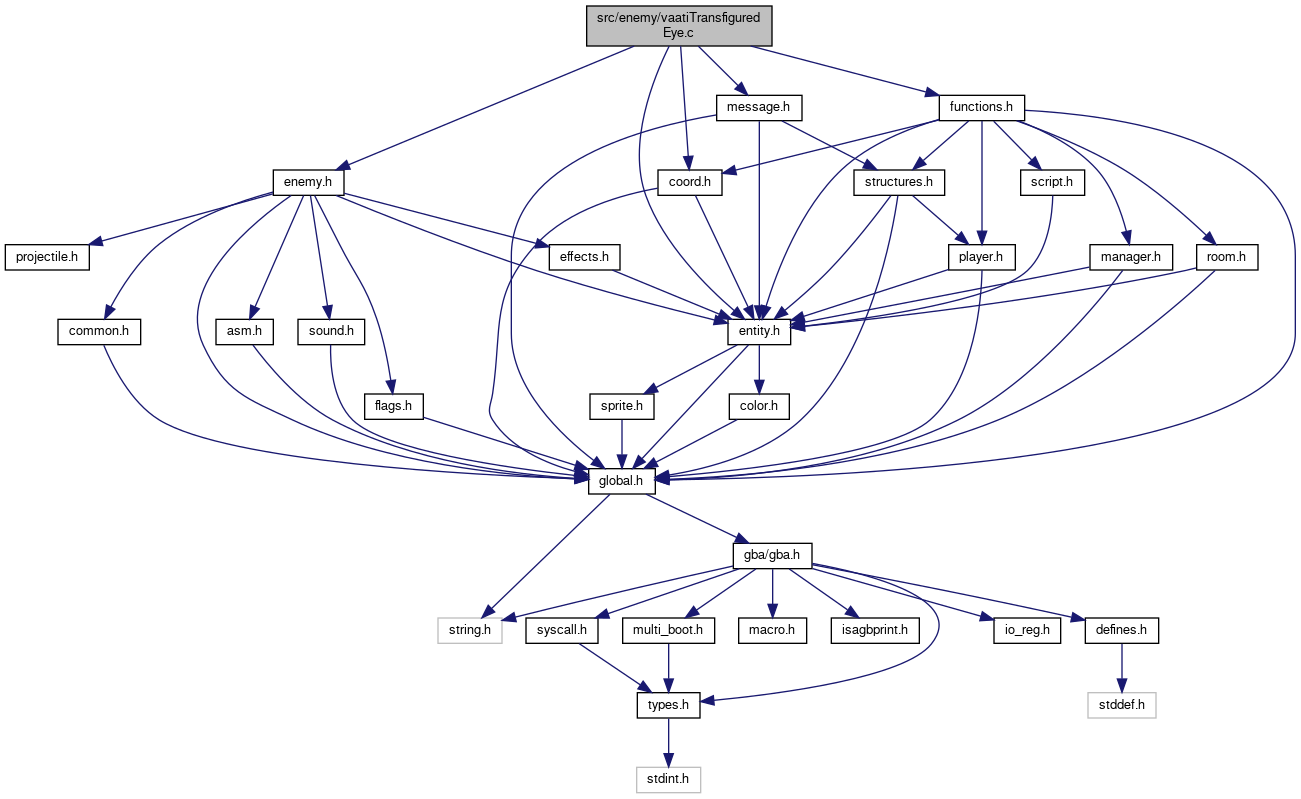 src/enemy/vaatiTransfigured
Eye.c
message.h
functions.h
enemy.h
coord.h
structures.h
script.h
projectile.h
effects.h
player.h
manager.h
room.h
common.h
asm.h
sound.h
entity.h
flags.h
sprite.h
color.h
global.h
gba/gba.h
string.h
syscall.h
multi_boot.h
macro.h
isagbprint.h
io_reg.h
defines.h
types.h
stddef.h
stdint.h